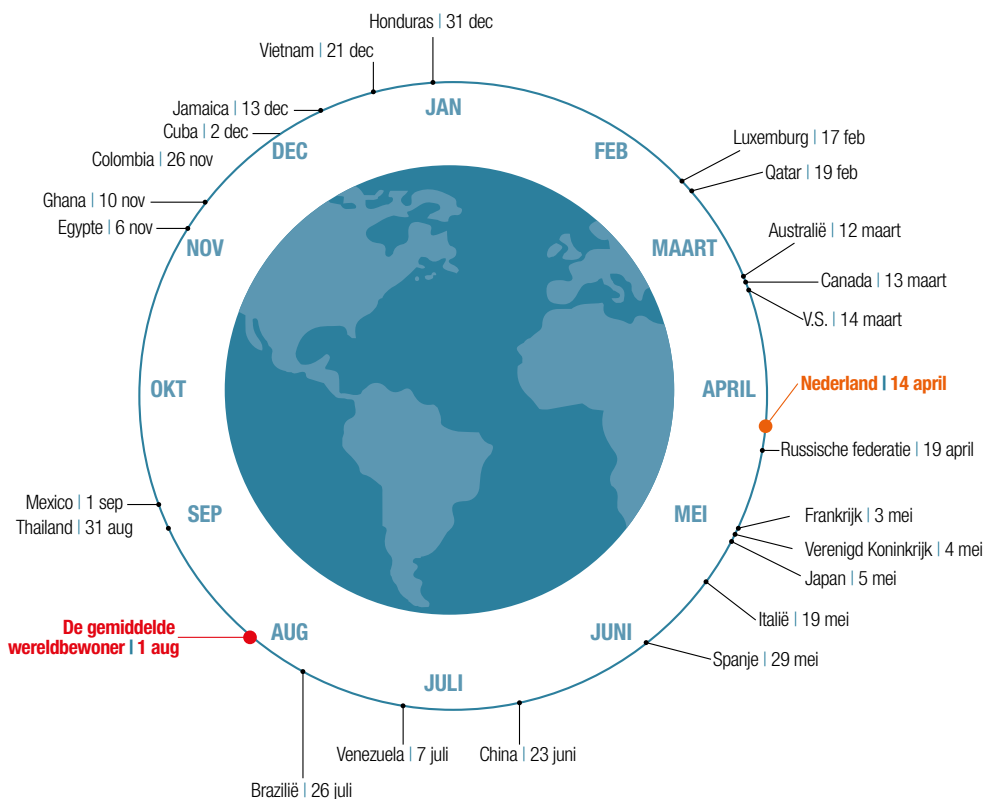 Honduras | 31 dec
Vietnam | 21 dec
Jamaica | 13 dec
Cuba | 2 dec
Colombia | 26 nov
Ghana | 10 nov
Egypte | 6 nov
JAN
FEB
MAART
APRIL
MEI
JUNI
JULI
AUG
SEP
OKT
NOV
DEC
Luxemburg | 17 feb
Qatar | 19 feb
Australië | 12 maart
Canada | 13 maart
V.S. | 14 maart
Nederland | 14 april
Russische federatie | 19 april
Frankrijk | 3 mei
Verenigd Koninkrijk | 4 mei
Japan | 5 mei
Italië | 19 mei
Spanje | 29 mei
China | 23 juni
Venezuela | 7 juli
Brazilië | 26 juli
De gemiddelde
wereldbewoner | 1 aug
Thailand | 31 aug
Mexico | 1 sep